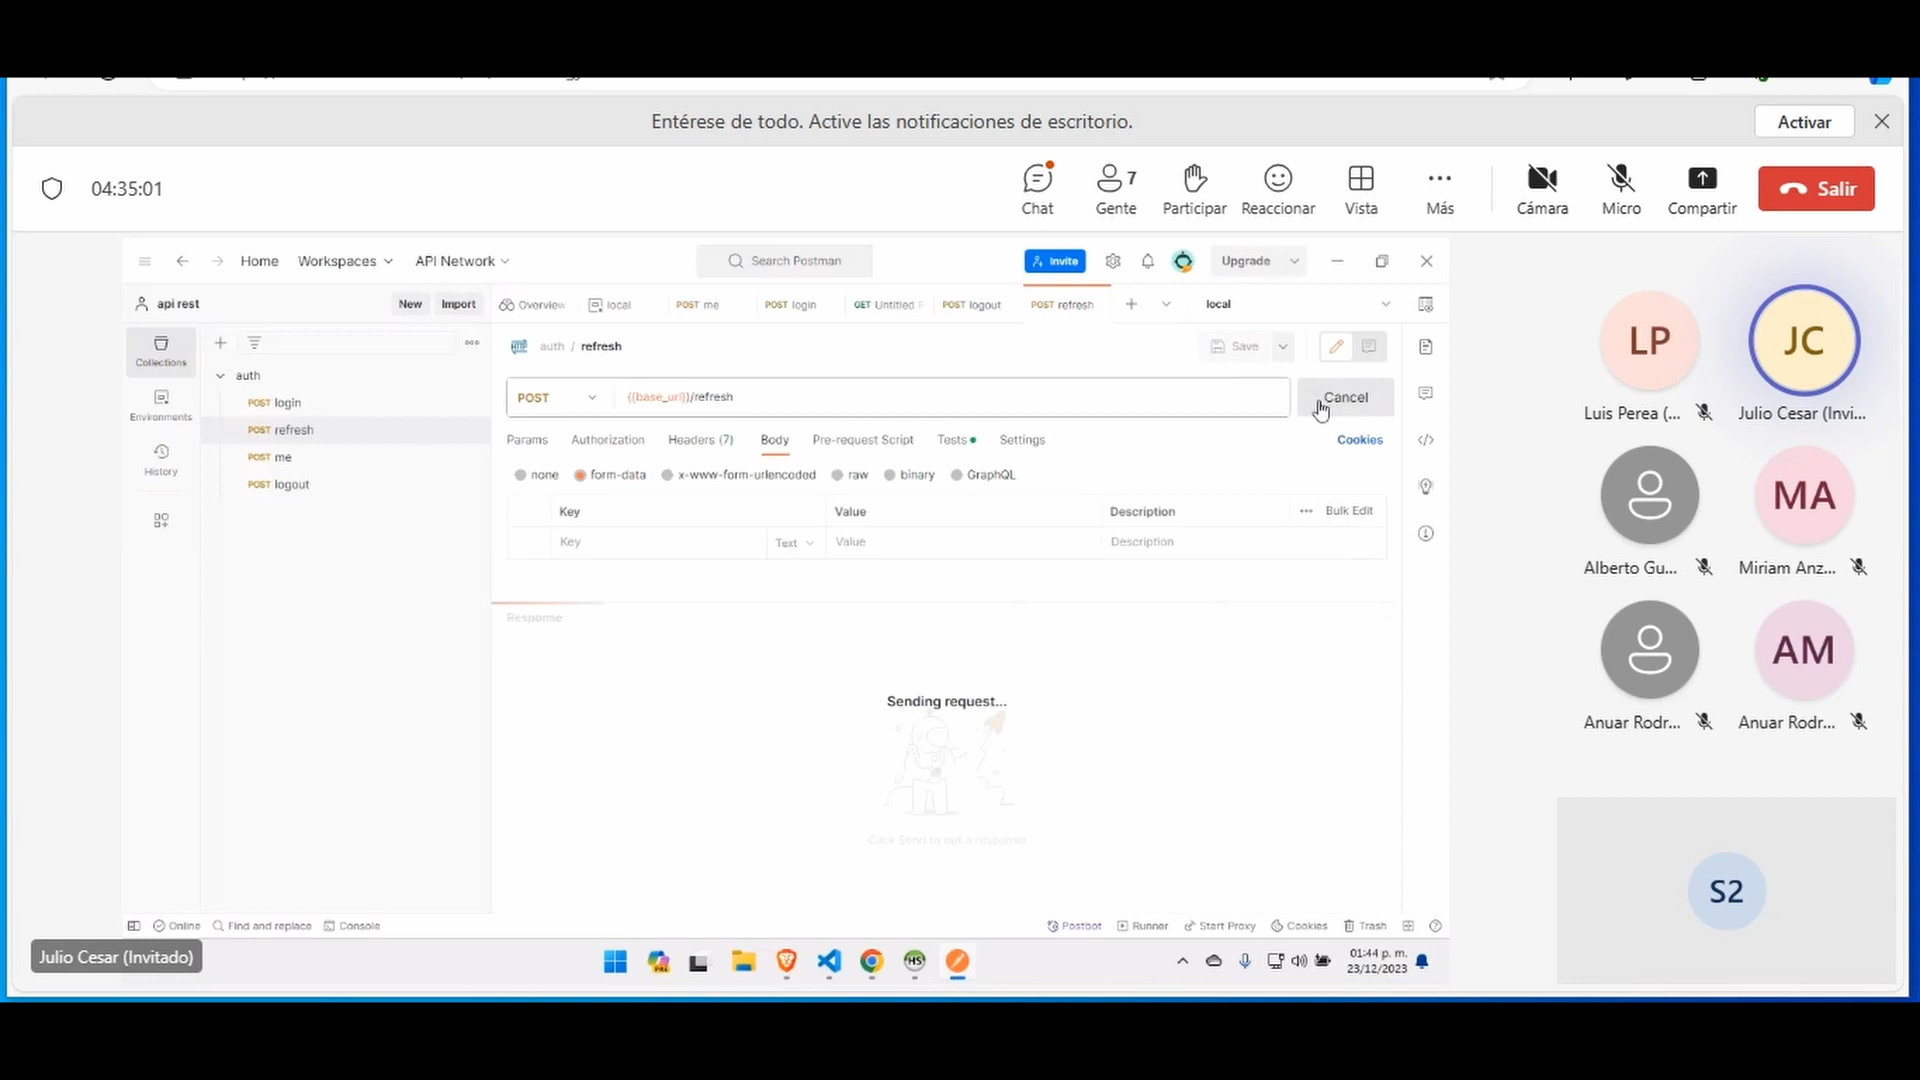 Entérese de todo. Active las notificaciones de escritorio.
Activar
04:35:01
Chat
7
Gente
Participar
Reaccionar
Vista
Más
Cámara
Micro
Compartir
Salir
Home
Workspaces
API Network
Search Postman
Invite
Upgrade
api rest
New
Import
Overview
local
POST me
POST login
GET Untitled
POST logout
POST refresh
local
Collections
Environments
History
auth
POST login
POST refresh
POST me
POST logout
HTTP
auth / refresh
Save
POST
{{base_url}}/refresh
Cancel
Params
Authorization
Headers (7)
Body
Pre-request Script
Tests
Settings
Cookies
none
form-data
x-www-form-urlencoded
raw
binary
GraphQL
Key
Value
Description
Bulk Edit
Key
Text
Value
Description
Response
Sending request...
Click Send to get a response
Online
Find and replace
Console
Postbot
Runner
Start Proxy
Cookies
Trash
Julio Cesar (Invitado)
HS
01:44 p. m.
23/12/2023
LP
Luis Perea (...
JC
Julio Cesar (Invi...
Alberto Gu...
MA
Miriam Anz...
Anuar Rodr...
AM
Anuar Rodr...
S2